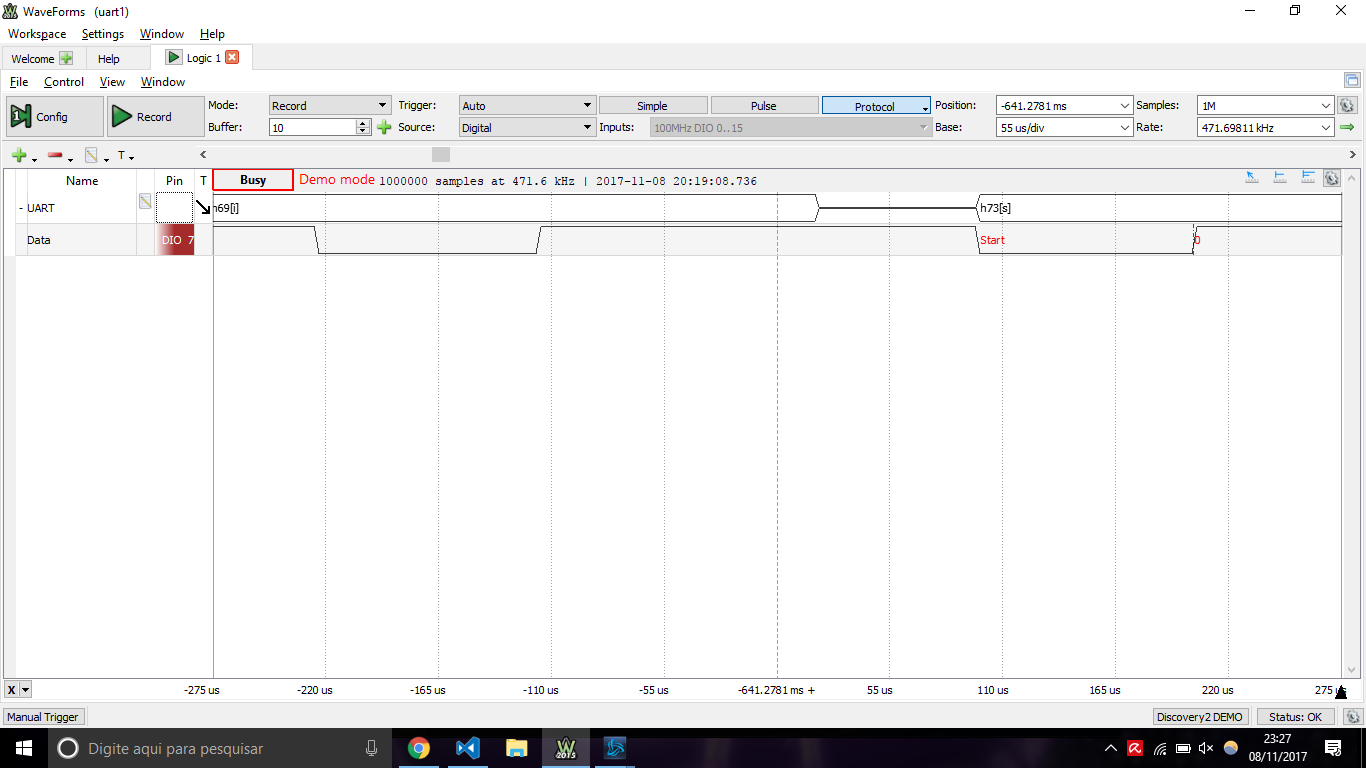 WaveForms (uart1)
Workspace Settings Window Help
Welcome Help Logic 1
File Control View Window
Config Record Mode: Record Trigger: Auto Simple Pulse Protocol Position: -641.2781 ms Samples: 1M
Buffer: 10 Source: Digital Inputs: 100MHz DIO 0..15 Base: 55 us/div Rate: 471.69811 kHz
T
Name Pin T Busy Demo mode 1000000 samples at 471.6 kHz | 2017-11-08 20:19:08.736
- UART h69[i] h73[s]
Data DIO 7 Start 0
X -275 us -220 us -165 us -110 us -55 us -641.2781 ms + 55 us 110 us 165 us 220 us 275 us
Manual Trigger Discovery2 DEMO Status: OK
Digite aqui para pesquisar W 2015 23:27
08/11/2017